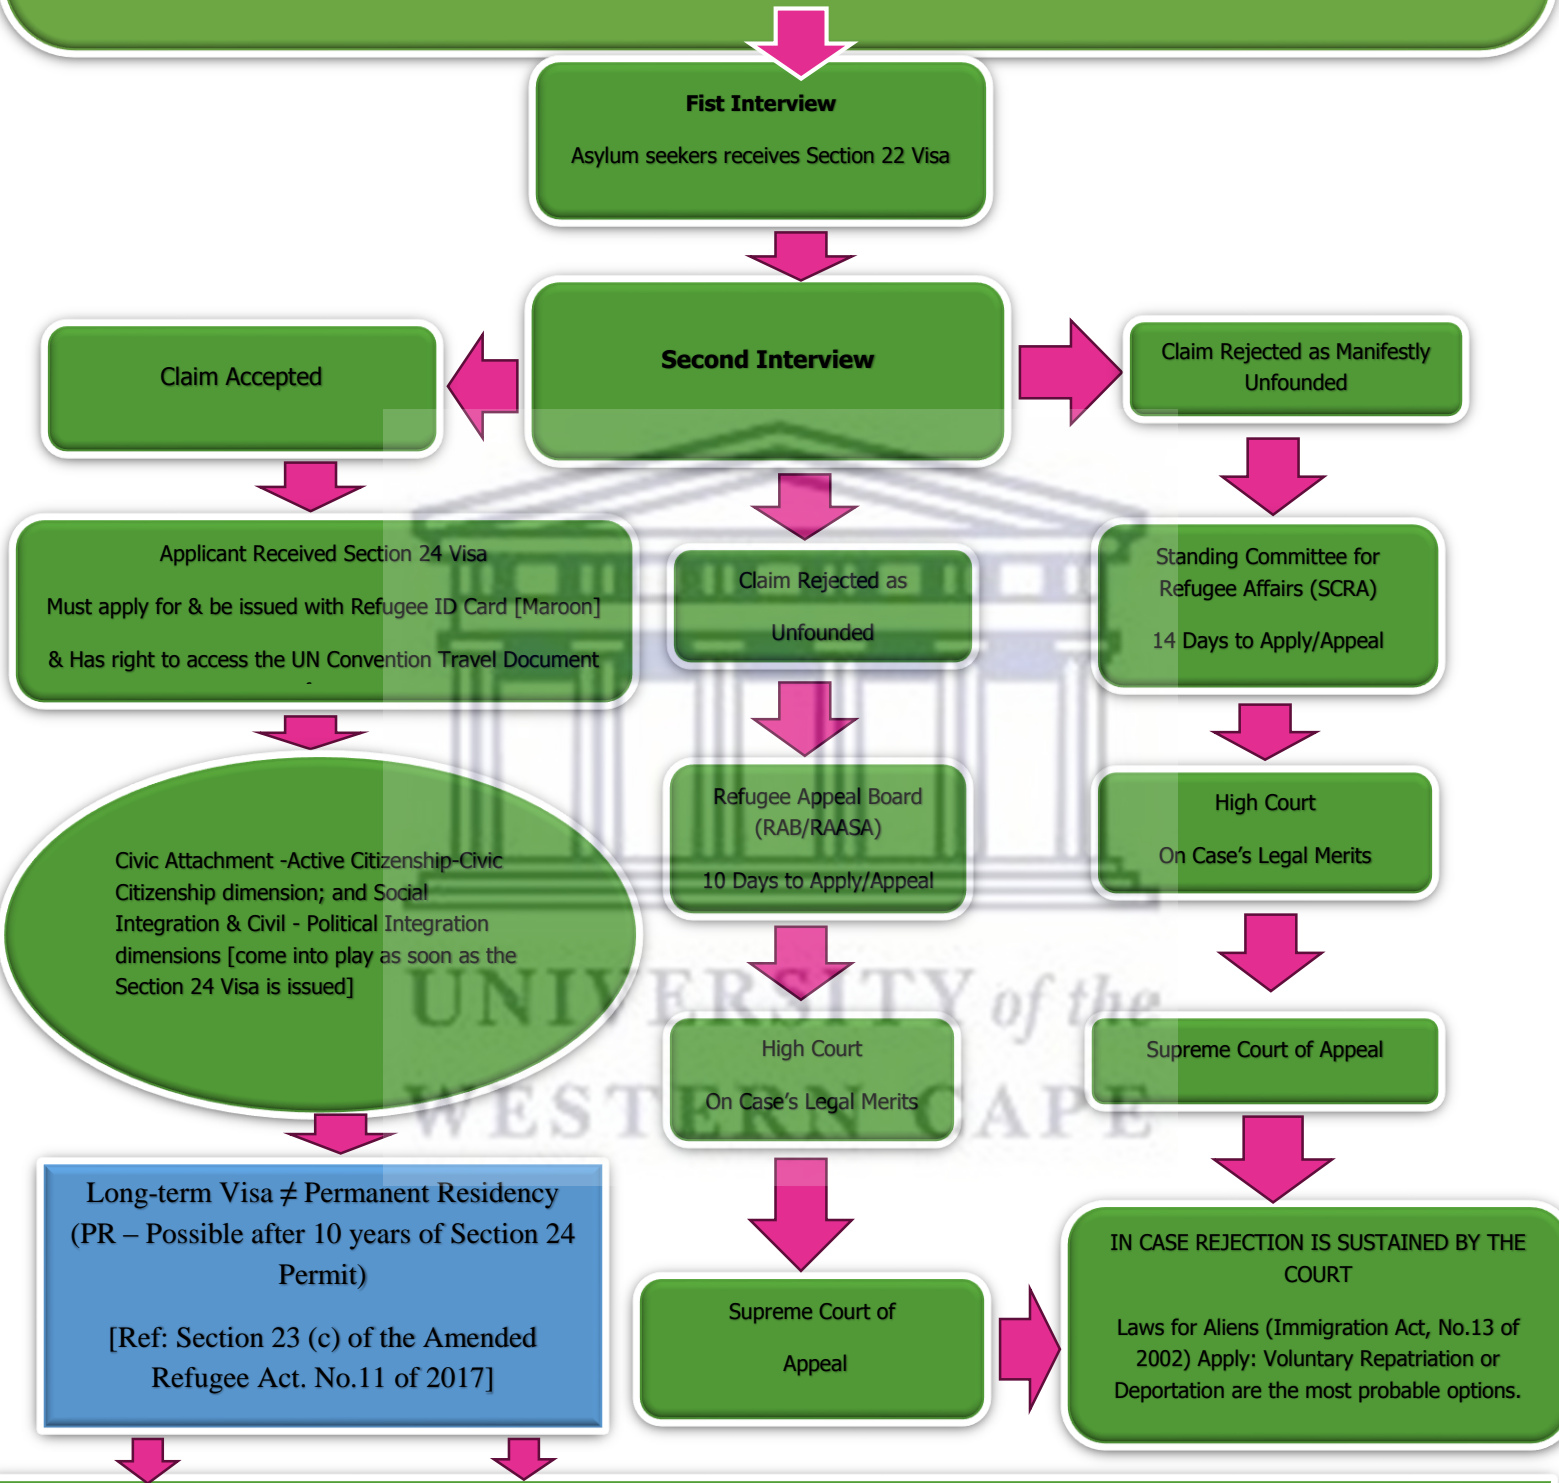 Fist Interview
Asylum seekers receives Section 22 Visa
Second Interview
Claim Accepted
Claim Rejected as Manifestly
Unfounded
Applicant Received Section 24 Visa
Must apply for & be issued with Refugee ID Card [Maroon]
& Has right to access the UN Convention Travel Document
Claim Rejected as
Unfounded
Standing Committee for
Refugee Affairs (SCRA)
14 Days to Apply/Appeal
Civic Attachment -Active Citizenship-Civic
Citizenship dimension; and Social
Integration & Civil - Political Integration
dimensions [come into play as soon as the
Section 24 Visa is issued]
Refugee Appeal Board
(RAB/RAASA)
10 Days to Apply/Appeal
High Court
On Case’s Legal Merits
High Court
On Case’s Legal Merits
Supreme Court of Appeal
UNIVERSITY of the
WESTERN CAPE
Long-term Visa ≠ Permanent Residency
(PR – Possible after 10 years of Section 24
Permit)
[Ref: Section 23 (c) of the Amended
Refugee Act. No.11 of 2017]
Supreme Court of
Appeal
IN CASE REJECTION IS SUSTAINED BY THE
COURT
Laws for Aliens (Immigration Act, No.13 of
2002) Apply: Voluntary Repatriation or
Deportation are the most probable options.